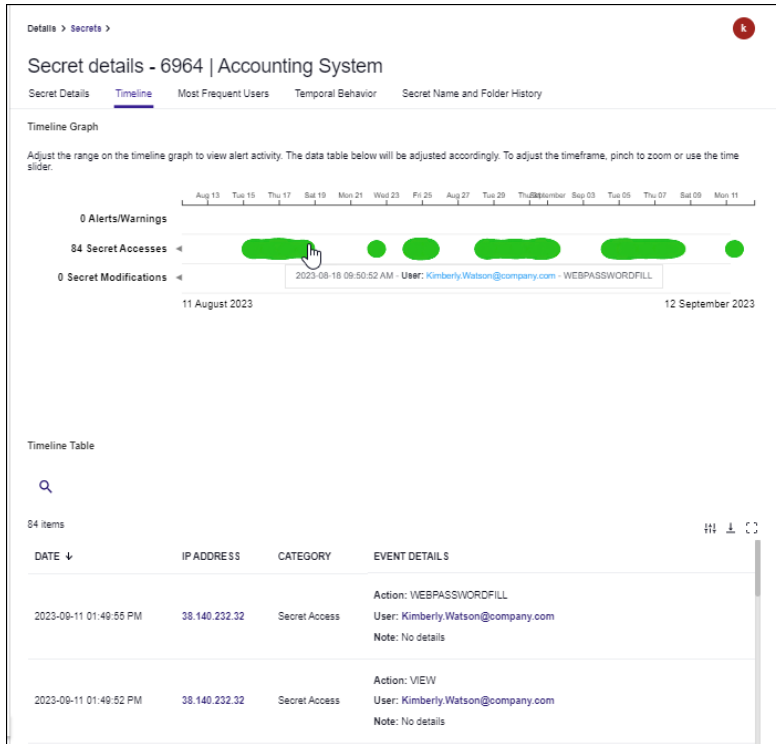 Details > Secrets >
k
Secret details - 6964 | Accounting System
Secret Details Timeline Most Frequent Users Temporal Behavior Secret Name and Folder History
Timeline Graph
Adjust the range on the timeline graph to view alert activity. The data table below will be adjusted accordingly. To adjust the timeframe, pinch to zoom or use the time
slider.
Aug 13 Tue 15 Thu 17 Sat 19 Mon 21 Wed 23 Fri 25 Aug 27 Tue 29 September Sep 03 Tue 05 Thu 07 Sat 09 Mon 11
0 Alerts/Warnings
84 Secret Accesses
0 Secret Modifications
2023-08-18 09:50:52 AM - User: Kimberly.Watson@company.com - WEBPASSWORDFILL
11 August 2023 12 September 2023
Timeline Table
84 items
DATE IP ADDRESS CATEGORY EVENT DETAILS
Action: WEBPASSWORDFILL
2023-09-11 01:49:55 PM 38.140.232.32 Secret Access User: Kimberly.Watson@company.com
Note: No details
Action: VIEW
2023-09-11 01:49:52 PM 38.140.232.32 Secret Access User: Kimberly.Watson@company.com
Note: No details